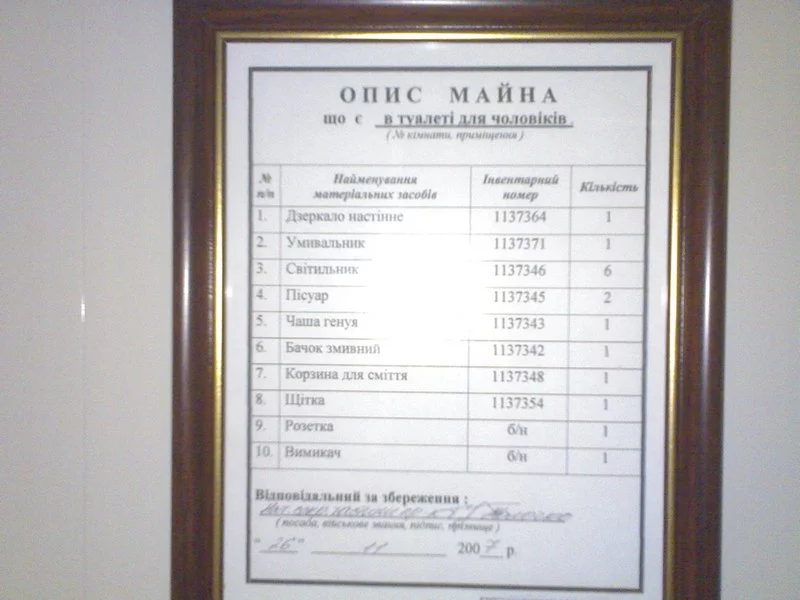 ОПИС МАЙНА
що є в туалеті для чоловіків.
( № кімнати, приміщення )
№ п/п Найменування матеріальних засобів Інвентарний номер Кількість
1. Дзеркало настінне 1137364 1
2. Умивальник 1137371 1
3. Світильник 1137346 6
4. Пісуар 1137345 2
5. Чаша генуя 1137343 1
6. Бачок змивний 1137342 1
7. Корзина для сміття 1137348 1
8. Щітка 1137354 1
9. Розетка б/н 1
10. Вимикач б/н 1
Відповідальний за збереження :
( посада, військове звання, підпис, прізвище )
" 26 " 11 2007 р.